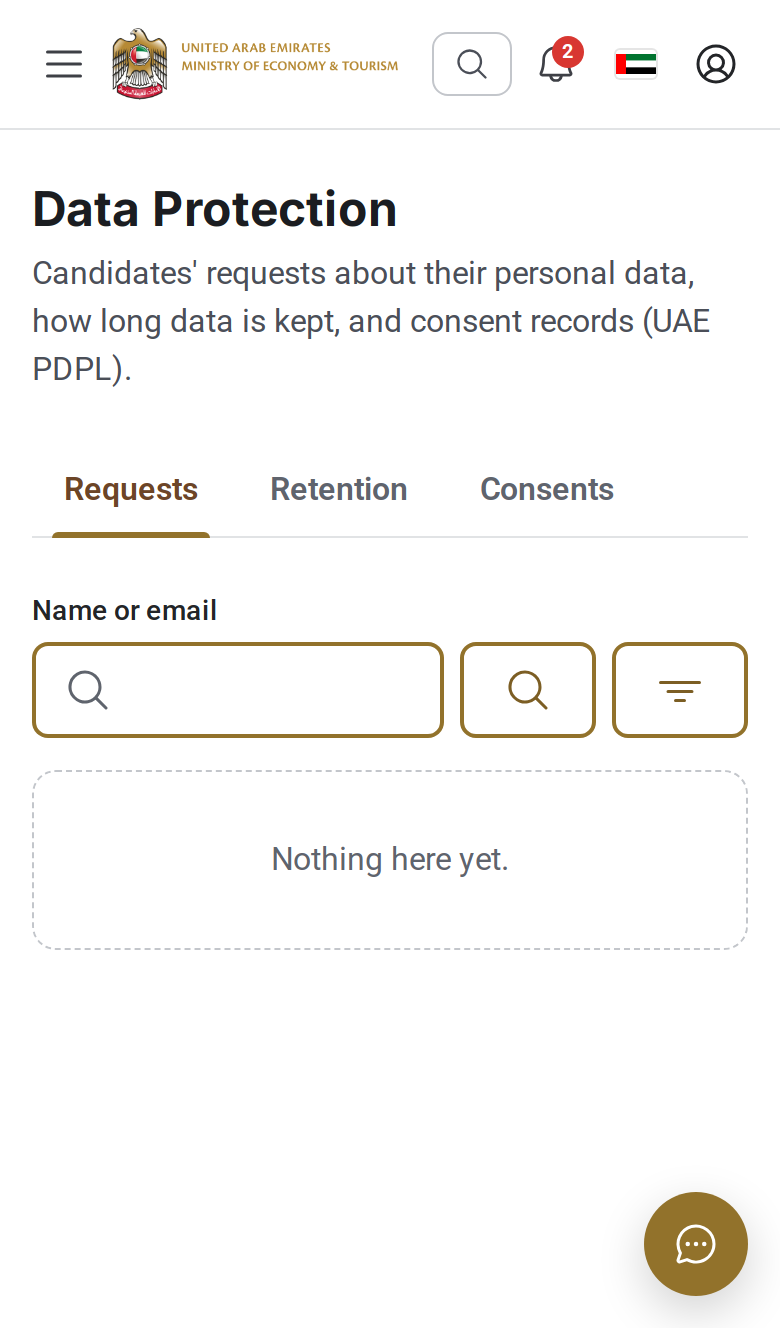 UNITED ARAB EMIRATES
MINISTRY OF ECONOMY & TOURISM
2
Data Protection
Candidates' requests about their personal data,
how long data is kept, and consent records (UAE
PDPL).
Requests
Retention
Consents
Name or email
Nothing here yet.